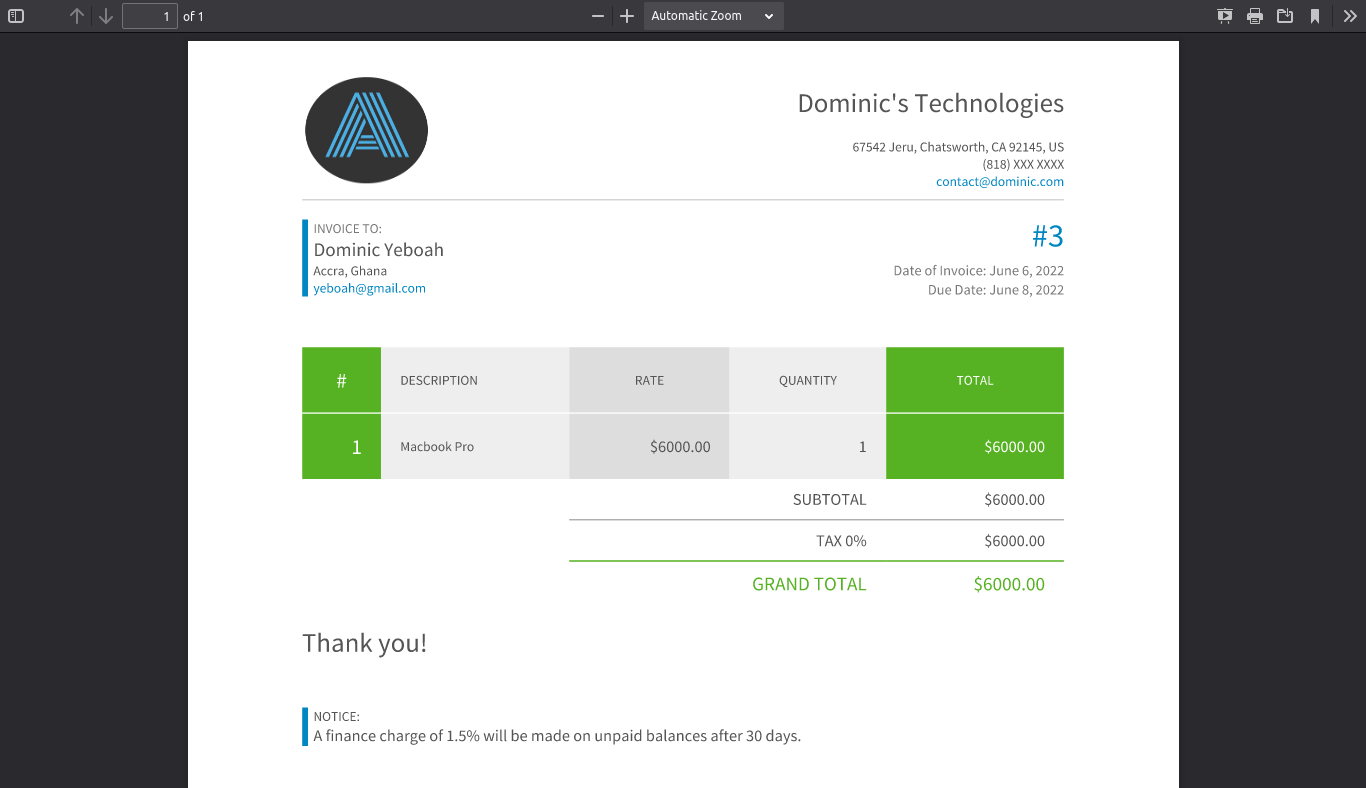 1 of 1 Automatic Zoom
Dominic's Technologies
67542 Jeru, Chatsworth, CA 92145, US
(818) XXX XXXX
contact@dominic.com
INVOICE TO:
Dominic Yeboah
Accra, Ghana
yeboah@gmail.com
#3
Date of Invoice: June 6, 2022
Due Date: June 8, 2022
# DESCRIPTION RATE QUANTITY TOTAL
1 Macbook Pro $6000.00 1 $6000.00
SUBTOTAL $6000.00
TAX 0% $6000.00
GRAND TOTAL $6000.00
Thank you!
NOTICE:
A finance charge of 1.5% will be made on unpaid balances after 30 days.